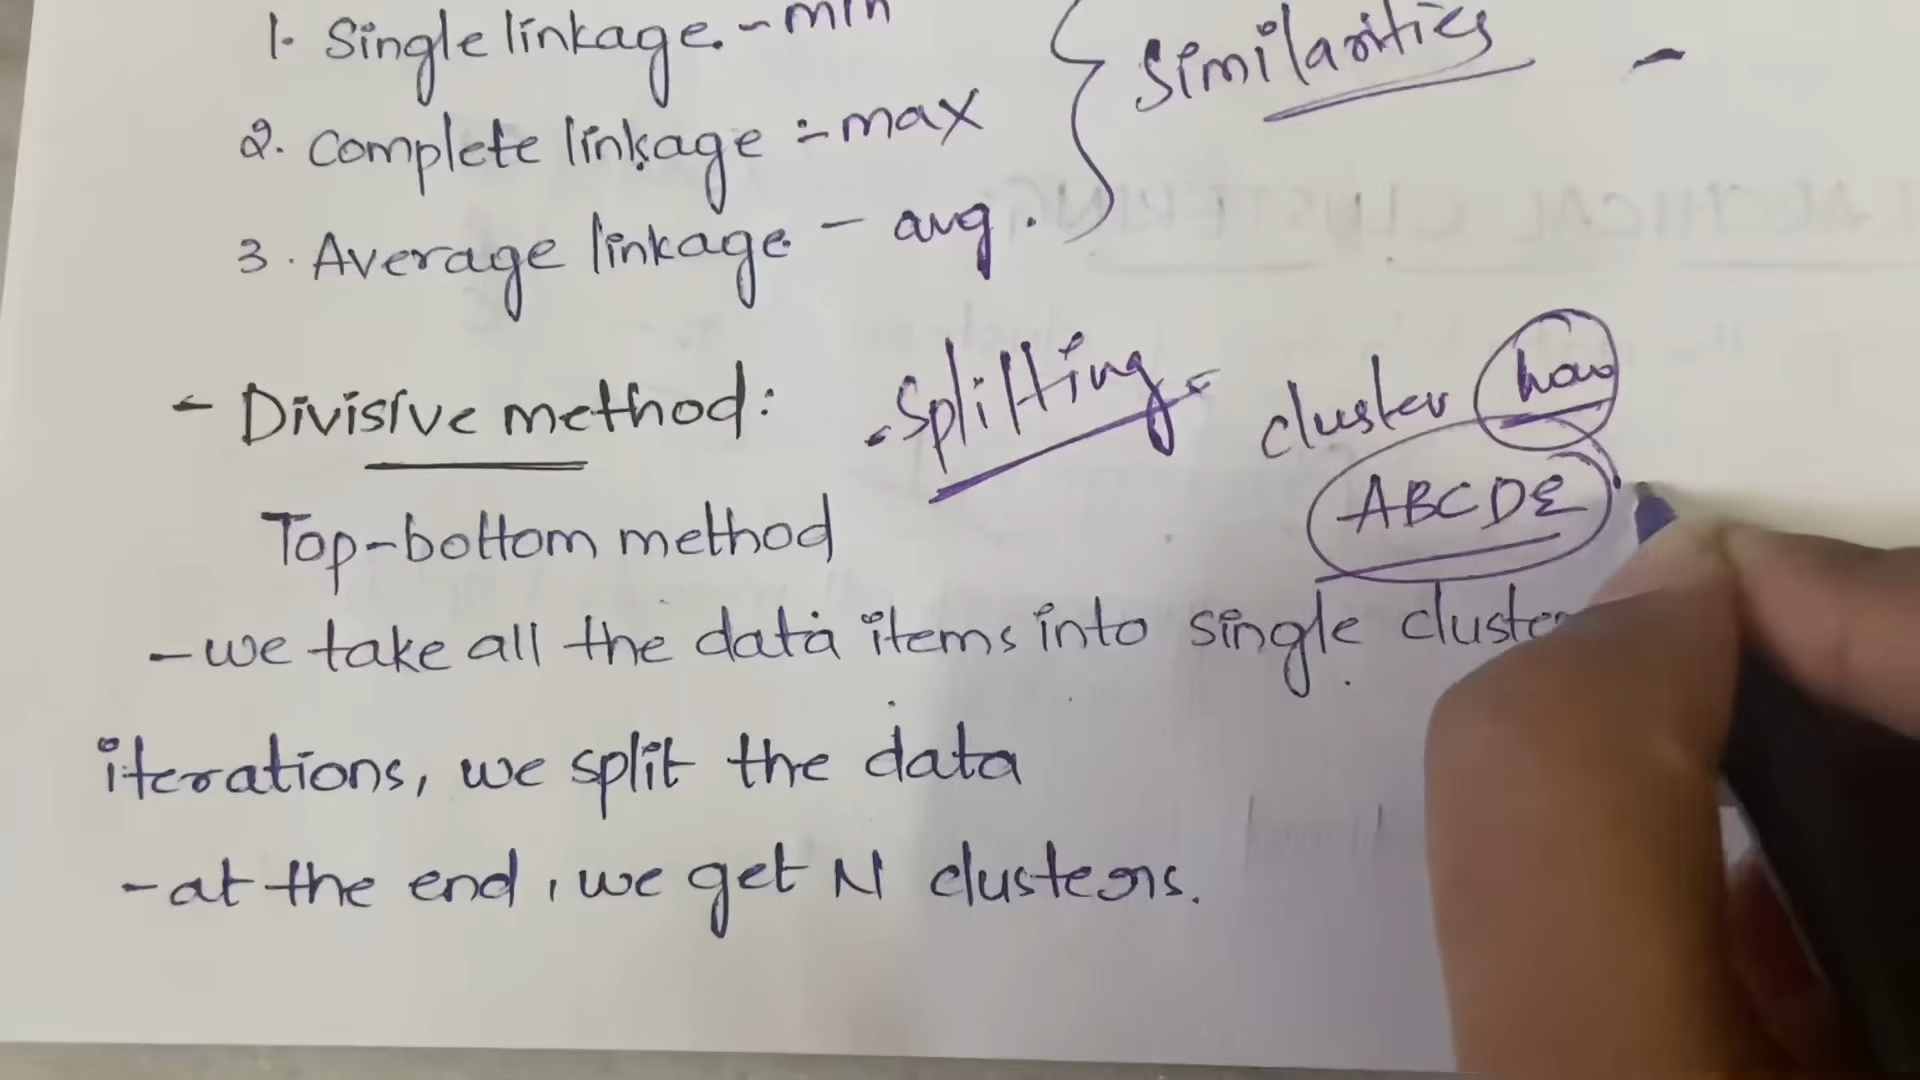 1. Single linkage. - min
2. Complete linkage :- max
3. Average linkage - avg.
Similarities -
- Divisive method:
- Splitting -
cluster how
ABCDE
Top-bottom method
- we take all the data items into single cluster
iterations, we split the data
- at the end, we get N clusters.